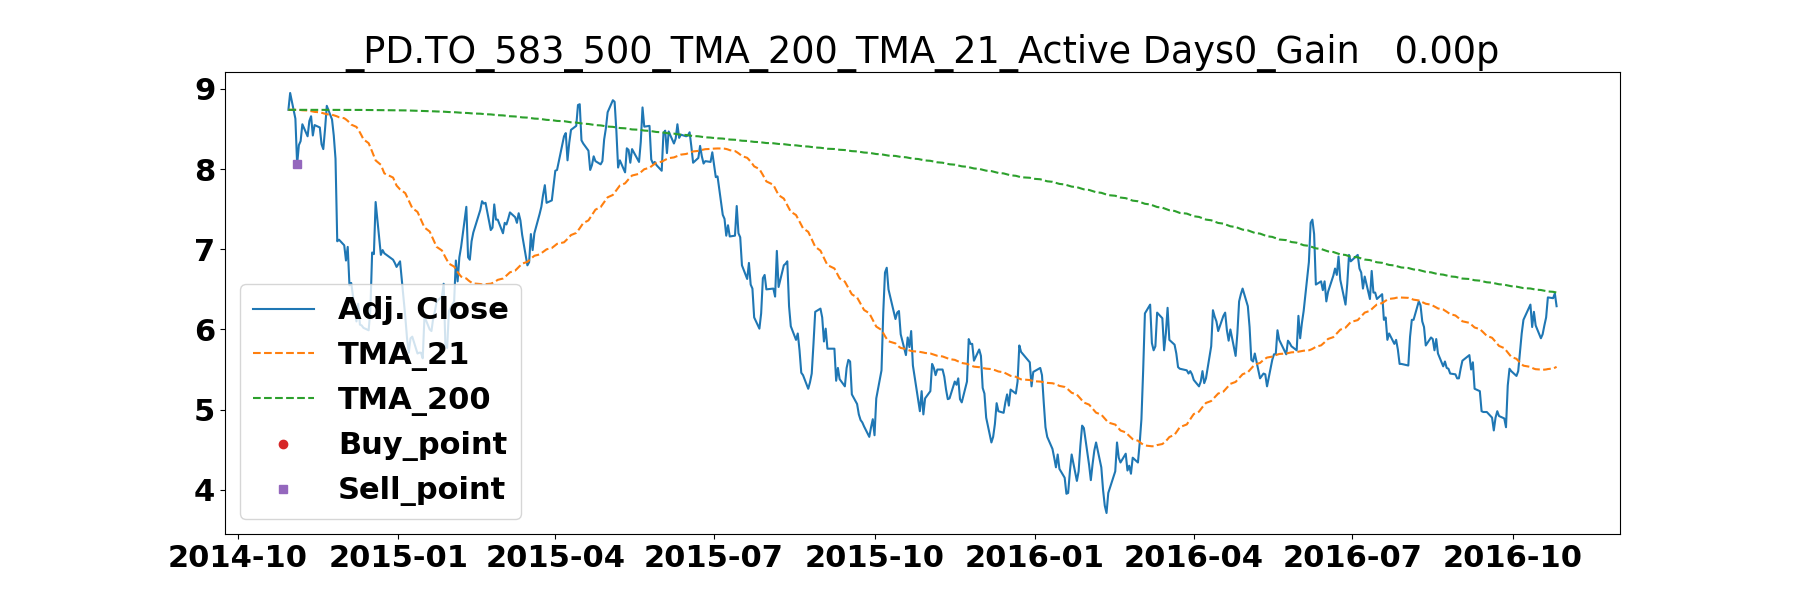 _PD.TO_583_500_TMA_200_TMA_21_Active Days0_Gain   0.00p
9
8
7
6
5
4
Adj. Close
TMA_21
TMA_200
Buy_point
Sell_point
2014-10 2015-01 2015-04 2015-07 2015-10 2016-01 2016-04 2016-07 2016-10